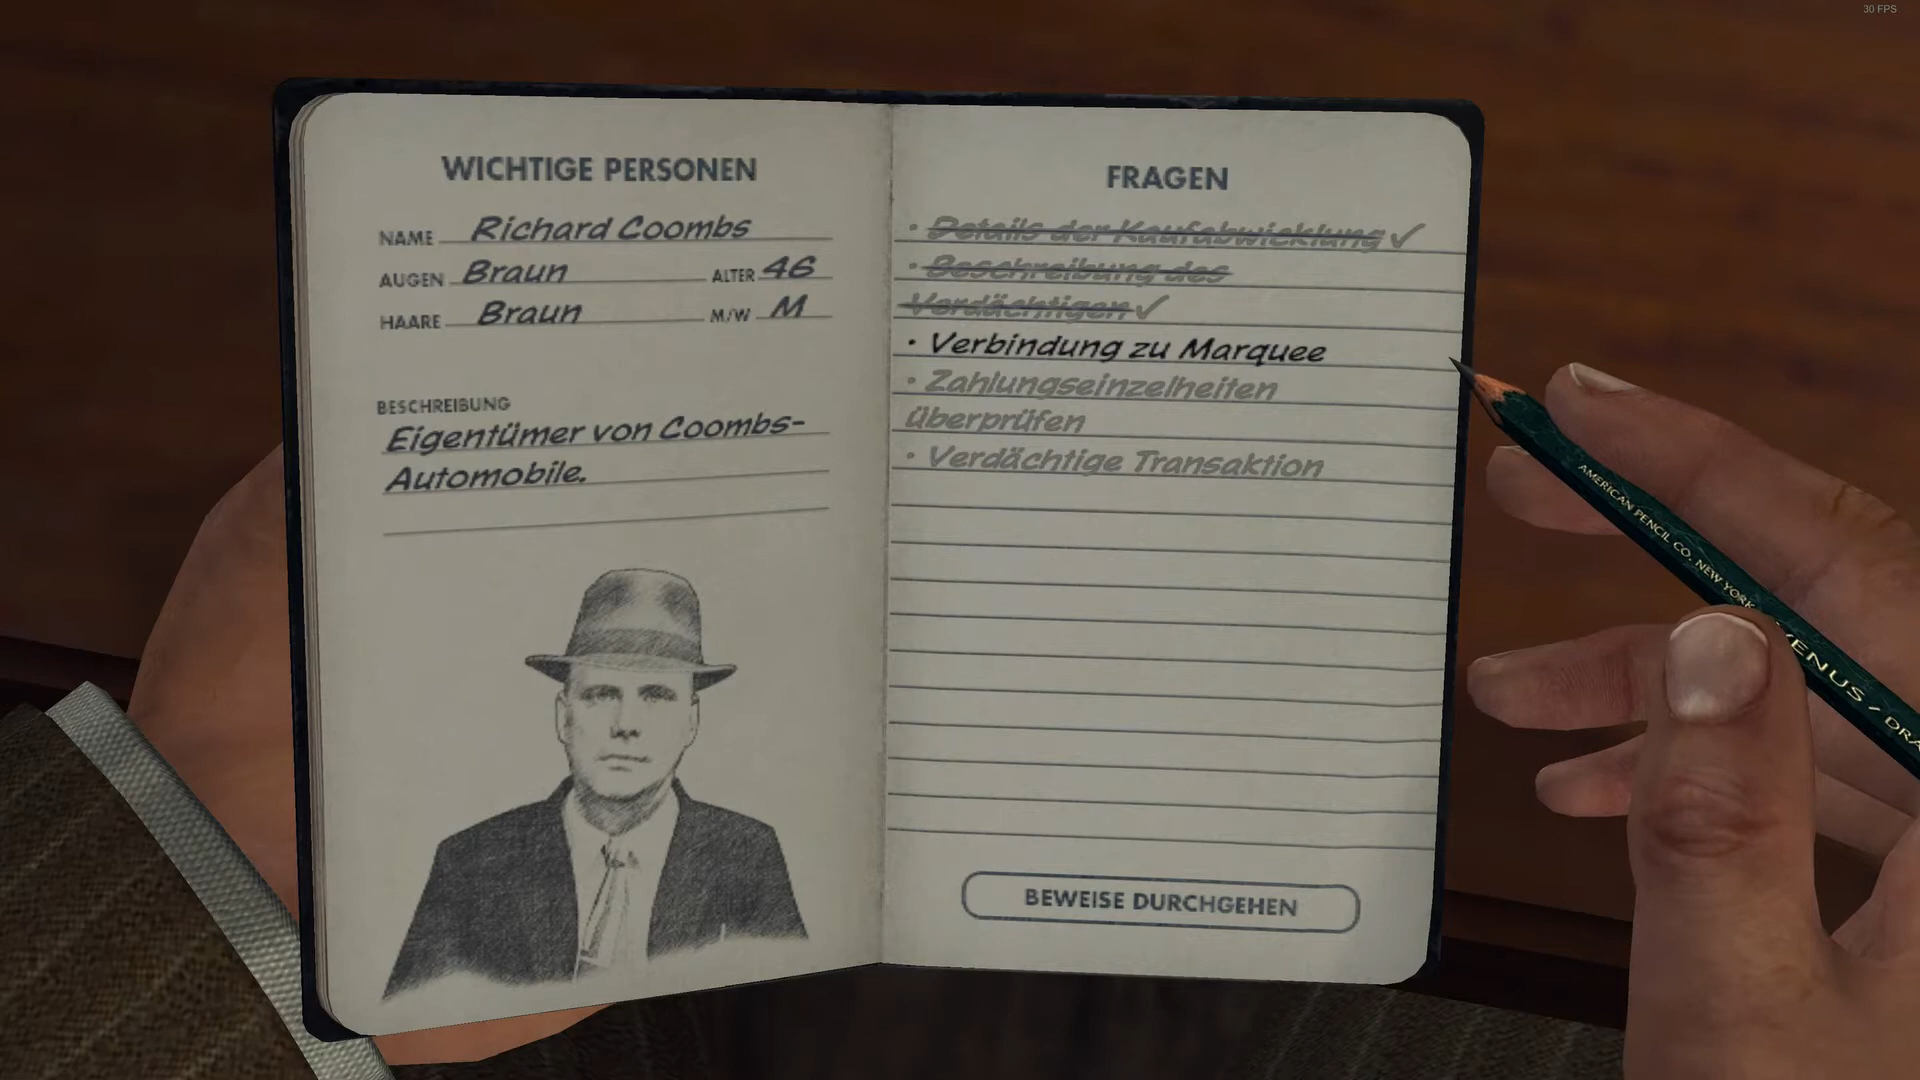 30 FPS
WICHTIGE PERSONEN
NAME Richard Coombs
AUGEN Braun ALTER 46
HAARE Braun M/W M
BESCHREIBUNG
Eigentümer von Coombs-
Automobile.
FRAGEN
• Details der Kaufabwicklung ✓
• Beschreibung des
Verdächtigen ✓
• Verbindung zu Marquee
• Zahlungseinzelheiten
überprüfen
• Verdächtige Transaktion
BEWEISE DURCHGEHEN
AMERICAN PENCIL CO. NEW YORK
VENUS / DRA